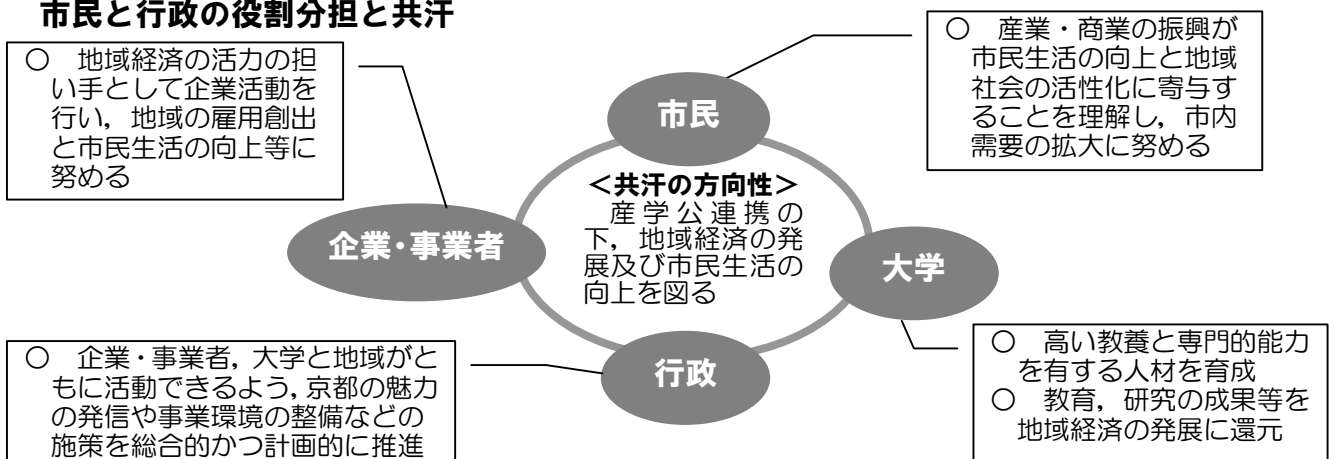 市民と行政の役割分担と共汗
○　地域経済の活力の担
い手として企業活動を
行い，地域の雇用創出
と市民生活の向上等に
努める
○　産業・商業の振興が
市民生活の向上と地域
社会の活性化に寄与す
ることを理解し，市内
需要の拡大に努める
市民
＜共汗の方向性＞
産学公連携の
下，地域経済の発
展及び市民生活の
向上を図る
企業・事業者
大学
行政
○　企業・事業者，大学と地域がと
もに活動できるよう，京都の魅力
の発信や事業環境の整備などの
施策を総合的かつ計画的に推進
○　高い教養と専門的能力
を有する人材を育成
○　教育，研究の成果等を
地域経済の発展に還元